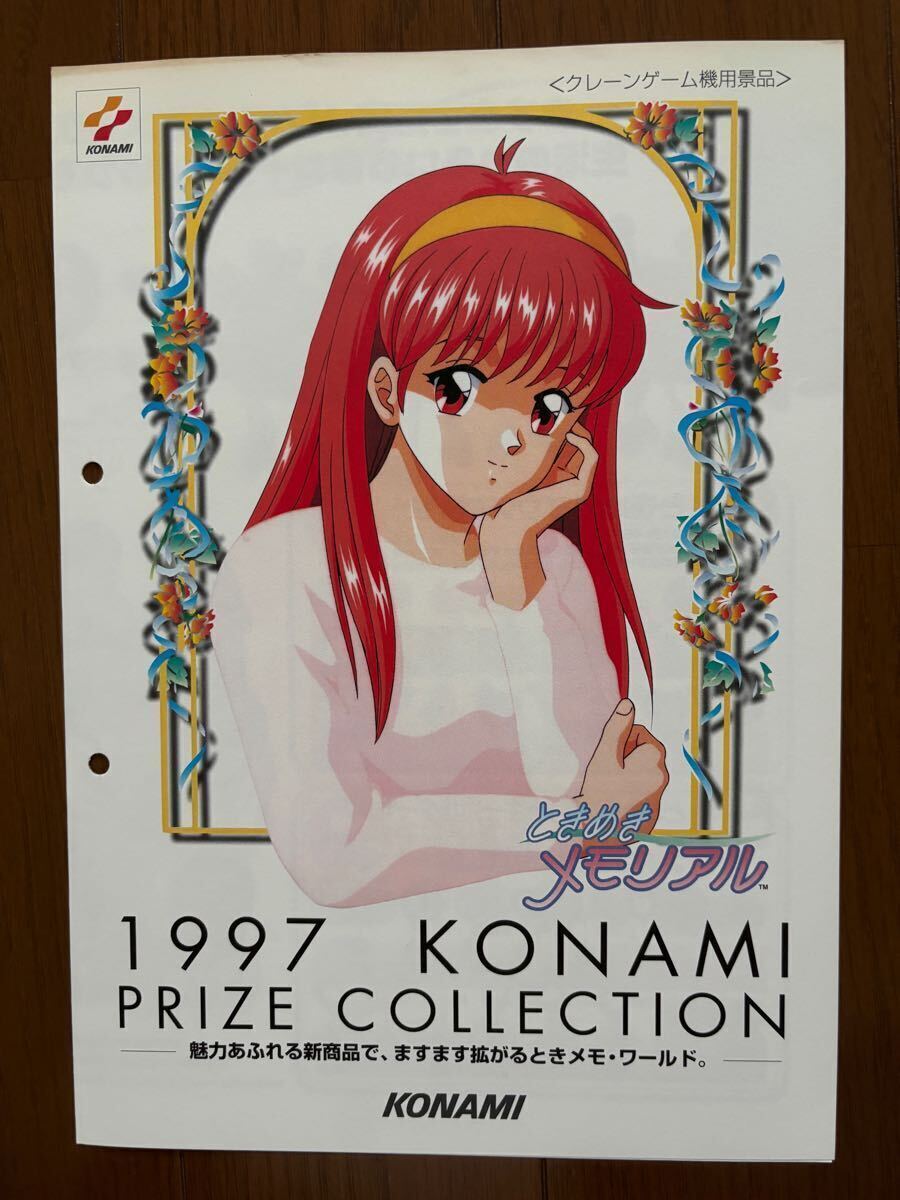 KONAMI
<クレーンゲーム機用景品>
ときめき
メモリアル™
1997 KONAMI
PRIZE COLLECTION
魅力あふれる新商品で、ますます拡がるときメモ・ワールド。
KONAMI